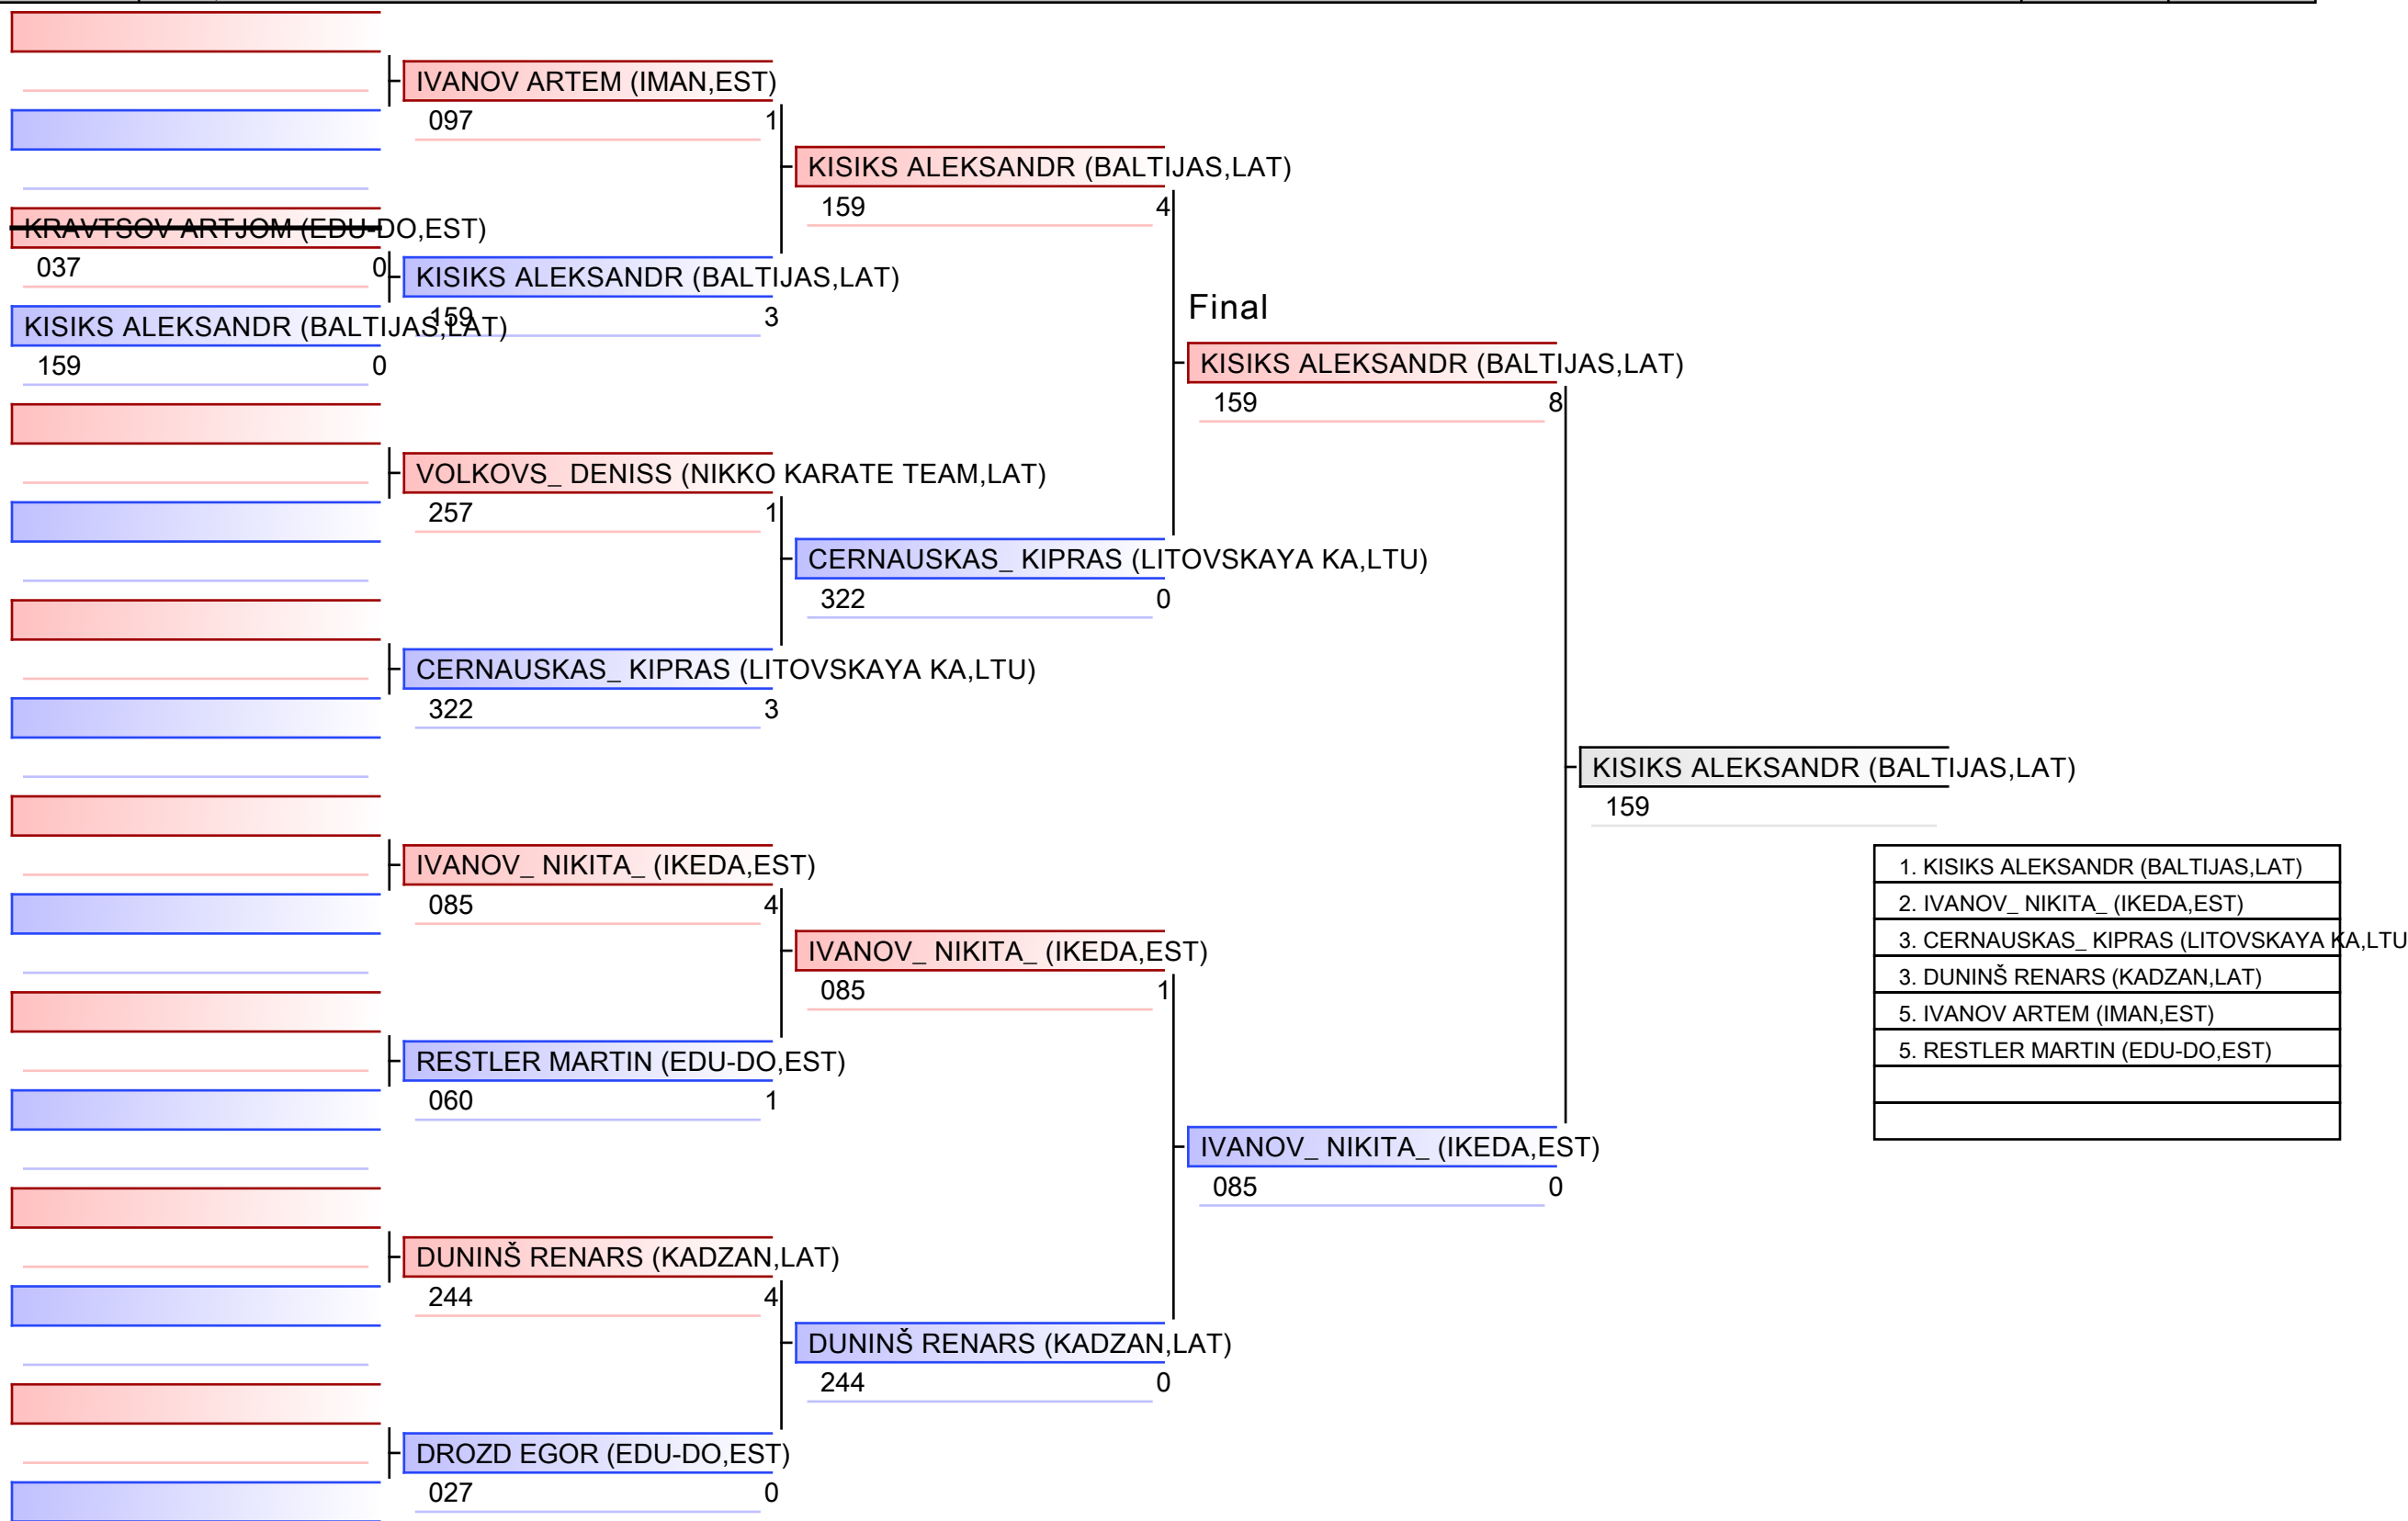 IVANOV ARTEM (IMAN,EST)
097 1
KISIKS ALEKSANDR (BALTIJAS,LAT)
159 4
KRAVTSOV ARTJOM (EDU-DO,EST)
037 0
KISIKS ALEKSANDR (BALTIJAS,LAT)
159 3
Final
KISIKS ALEKSANDR (BALTIJAS,LAT)
159 0
KISIKS ALEKSANDR (BALTIJAS,LAT)
159 8
VOLKOVS_ DENISS (NIKKO KARATE TEAM,LAT)
257 1
CERNAUSKAS_ KIPRAS (LITOVSKAYA KA,LTU)
322 0
CERNAUSKAS_ KIPRAS (LITOVSKAYA KA,LTU)
322 3
KISIKS ALEKSANDR (BALTIJAS,LAT)
159
IVANOV_ NIKITA_ (IKEDA,EST)
085 4
IVANOV_ NIKITA_ (IKEDA,EST)
085 1
RESTLER MARTIN (EDU-DO,EST)
060 1
IVANOV_ NIKITA_ (IKEDA,EST)
085 0
DUNINŠ RENARS (KADZAN,LAT)
244 4
DUNINŠ RENARS (KADZAN,LAT)
244 0
DROZD EGOR (EDU-DO,EST)
027 0
1. KISIKS ALEKSANDR (BALTIJAS,LAT)
2. IVANOV_ NIKITA_ (IKEDA,EST)
3. CERNAUSKAS_ KIPRAS (LITOVSKAYA KA,LTU
3. DUNINŠ RENARS (KADZAN,LAT)
5. IVANOV ARTEM (IMAN,EST)
5. RESTLER MARTIN (EDU-DO,EST)